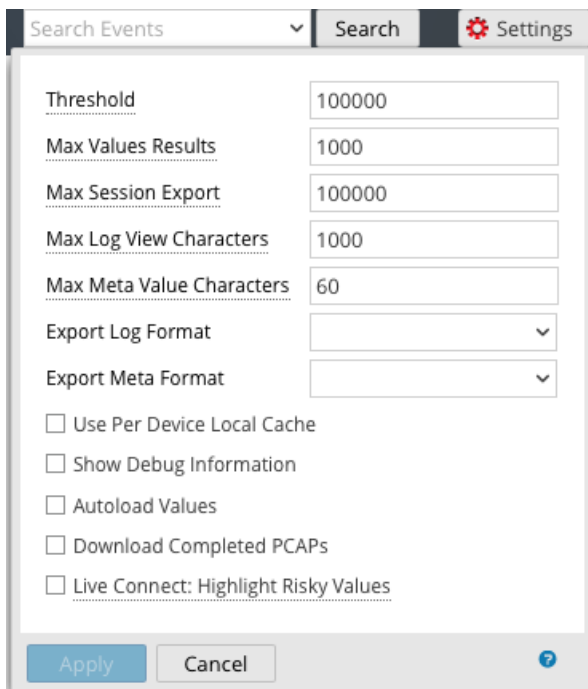 Search Events Search Settings
Threshold 100000
Max Values Results 1000
Max Session Export 100000
Max Log View Characters 1000
Max Meta Value Characters 60
Export Log Format
Export Meta Format
Use Per Device Local Cache
Show Debug Information
Autoload Values
Download Completed PCAPs
Live Connect: Highlight Risky Values
Apply Cancel ?